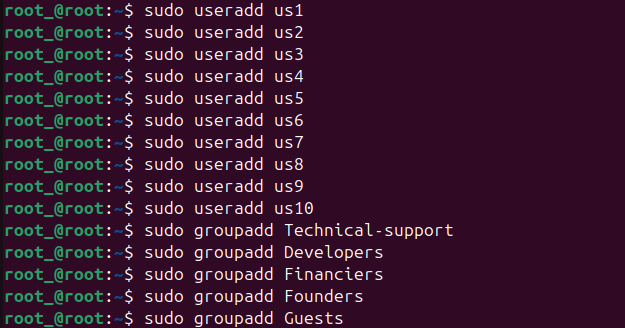 root_@root:~$ sudo useradd us1
root_@root:~$ sudo useradd us2
root_@root:~$ sudo useradd us3
root_@root:~$ sudo useradd us4
root_@root:~$ sudo useradd us5
root_@root:~$ sudo useradd us6
root_@root:~$ sudo useradd us7
root_@root:~$ sudo useradd us8
root_@root:~$ sudo useradd us9
root_@root:~$ sudo useradd us10
root_@root:~$ sudo groupadd Technical-support
root_@root:~$ sudo groupadd Developers
root_@root:~$ sudo groupadd Financiers
root_@root:~$ sudo groupadd Founders
root_@root:~$ sudo groupadd Guests